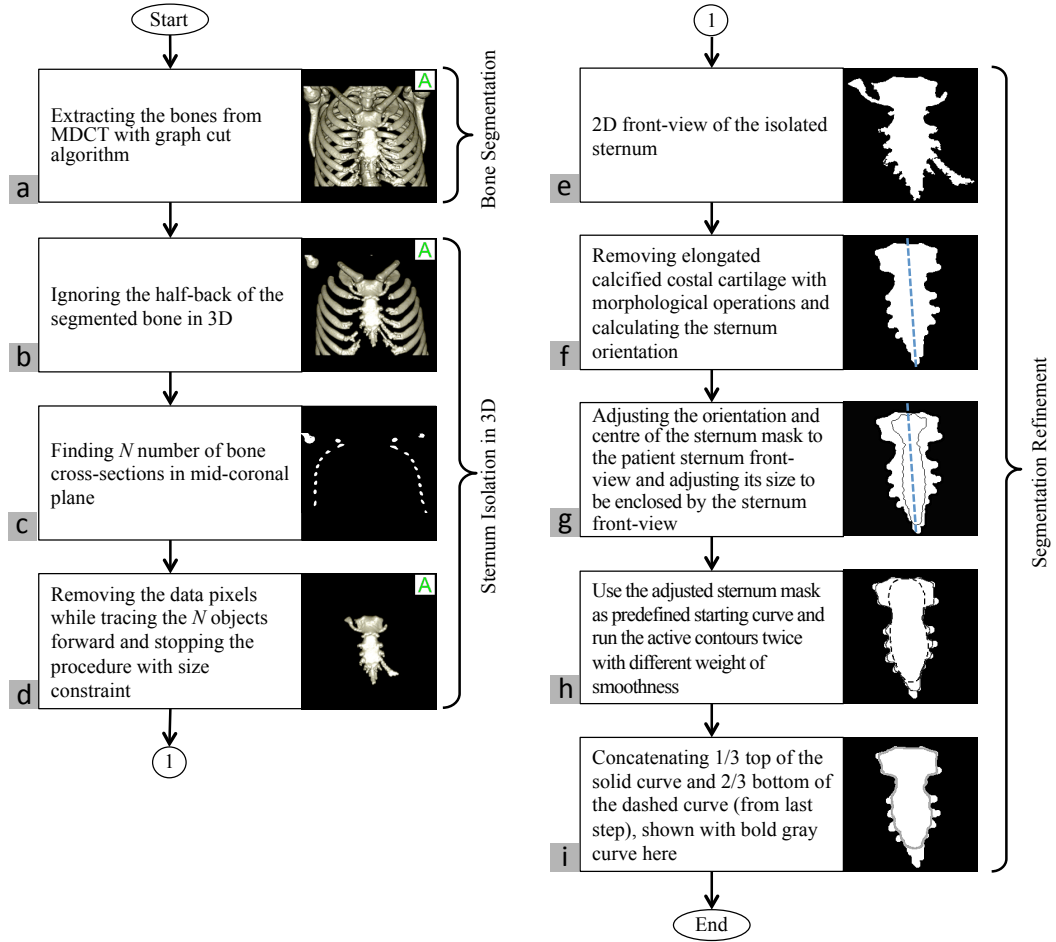 Start
Extracting the bones from
MDCT with graph cut
algorithm
A
a
Bone Segmentation
Ignoring the half-back of the
segmented bone in 3D
A
b
Finding N number of bone
cross-sections in mid-coronal
plane
c
Removing the data pixels
while tracing the N objects
forward and stopping the
procedure with size
constraint
A
d
Sternum Isolation in 3D
1
1
2D front-view of the isolated
sternum
e
Removing elongated
calcified costal cartilage with
morphological operations and
calculating the sternum
orientation
f
Adjusting the orientation and
centre of the sternum mask to
the patient sternum front-
view and adjusting its size to
be enclosed by the sternum
front-view
g
Use the adjusted sternum mask
as predefined starting curve and
run the active contours twice
with different weight of
smoothness
h
Concatenating 1/3 top of the
solid curve and 2/3 bottom of
the dashed curve (from last
step), shown with bold gray
curve here
i
Segmentation Refinement
End